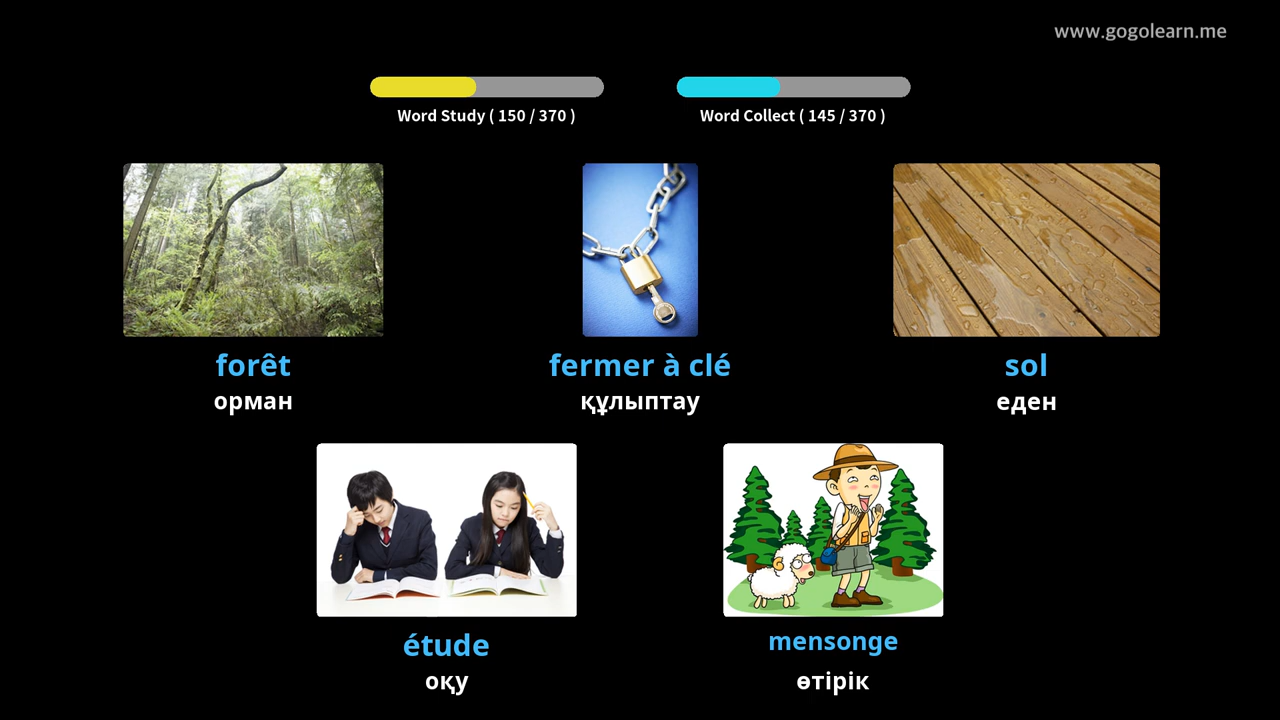 www.gogolearn.me
Word Study ( 150 / 370 )
Word Collect ( 145 / 370 )
forêt
орман
fermer à clé
құлыптау
sol
еден
étude
оқу
mensonge
өтірік